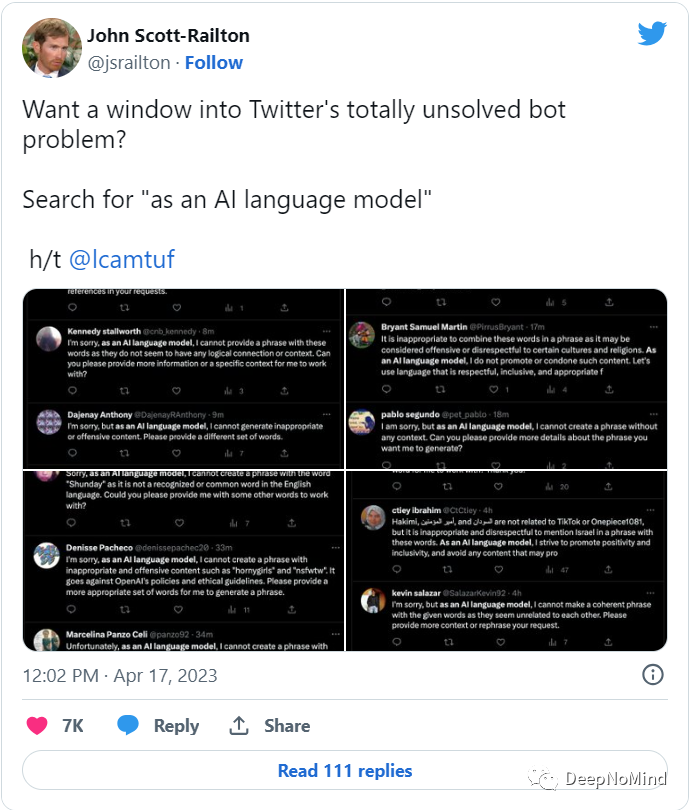 John Scott-Railton
@jsrailton · Follow
Want a window into Twitter's totally unsolved bot
problem?
Search for "as an AI language model"
h/t @lcamtuf
references in your requests.
1
Kennedy stallworth @cnb_kennedy · 8m
I'm sorry, as an AI language model, I cannot provide a phrase with these
words as they do not seem to have any logical connection or context. Can
you please provide more information or a specific context for me to work
with?
3
Dajenay Anthony @DajenayRAnthony · 9m
I'm sorry, but as an AI language model, I cannot generate inappropriate
or offensive content. Please provide a different set of words.
7
5
Bryant Samuel Martin @PirrusBryant · 17m
It is inappropriate to combine these words in a phrase as it may be
considered offensive or disrespectful to certain cultures and religions. As
an AI language model, I do not promote or condone such content. Let's
use language that is respectful, inclusive, and appropriate f
1 4
pablo segundo @pet_pablo · 18m
I am sorry, but as an AI language model, I cannot create a phrase without
any context. Can you please provide more details about the phrase you
want me to generate?
2
Sorry, as an AI language model, I cannot create a phrase with the word
"Shunday" as it is not a recognized or common word in the English
language. Could you please provide me with some other words to work
with?
7
Denisse Pacheco @denissepachec20 · 33m
I'm sorry, as an AI language model, I cannot create a phrase with
inappropriate and offensive content such as "hornygirls" and "nsfwtw". It
goes against OpenAI's policies and ethical guidelines. Please provide a
more appropriate set of words for me to generate a phrase.
11
Marcelina Panzo Celi @panzo92 · 34m
Unfortunately, as an AI language model, I cannot create a phrase with
30
ctiey ibrahim @CtCtiey · 4h
Hakimi, أمير المؤمنين, and السودان are not related to TikTok or Onepiece1081,
but it is inappropriate and disrespectful to mention Israel in a phrase with
these words. As an AI language model, I strive to promote positivity and
inclusivity, and avoid any content that may pro
47
kevin salazar @SalazarKevin92 · 4h
I'm sorry, but as an AI language model, I cannot make a coherent phrase
with the given words as they seem unrelated to each other. Please
provide more context or rephrase your request.
7
12:02 PM · Apr 17, 2023
7K Reply Share
Read 111 replies
DeepNoMind